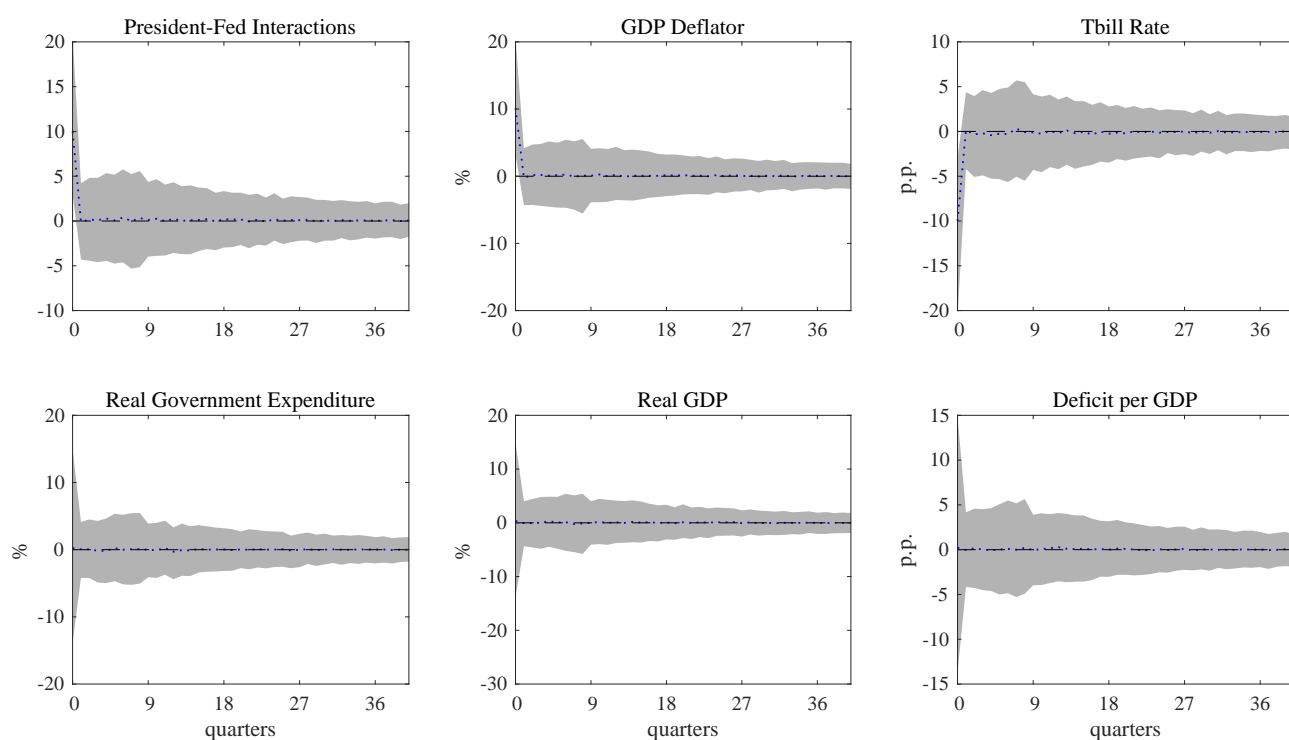 President-Fed Interactions
20
15
10
5
0
-5
-10
0 9 18 27 36
GDP Deflator
%
20
10
0
-10
-20
0 9 18 27 36
Tbill Rate
p.p.
10
5
0
-5
-10
-15
-20
0 9 18 27 36
Real Government Expenditure
%
20
10
0
-10
-20
0 9 18 27 36
quarters
Real GDP
%
20
10
0
-10
-20
-30
0 9 18 27 36
quarters
Deficit per GDP
p.p.
15
10
5
0
-5
-10
-15
0 9 18 27 36
quarters